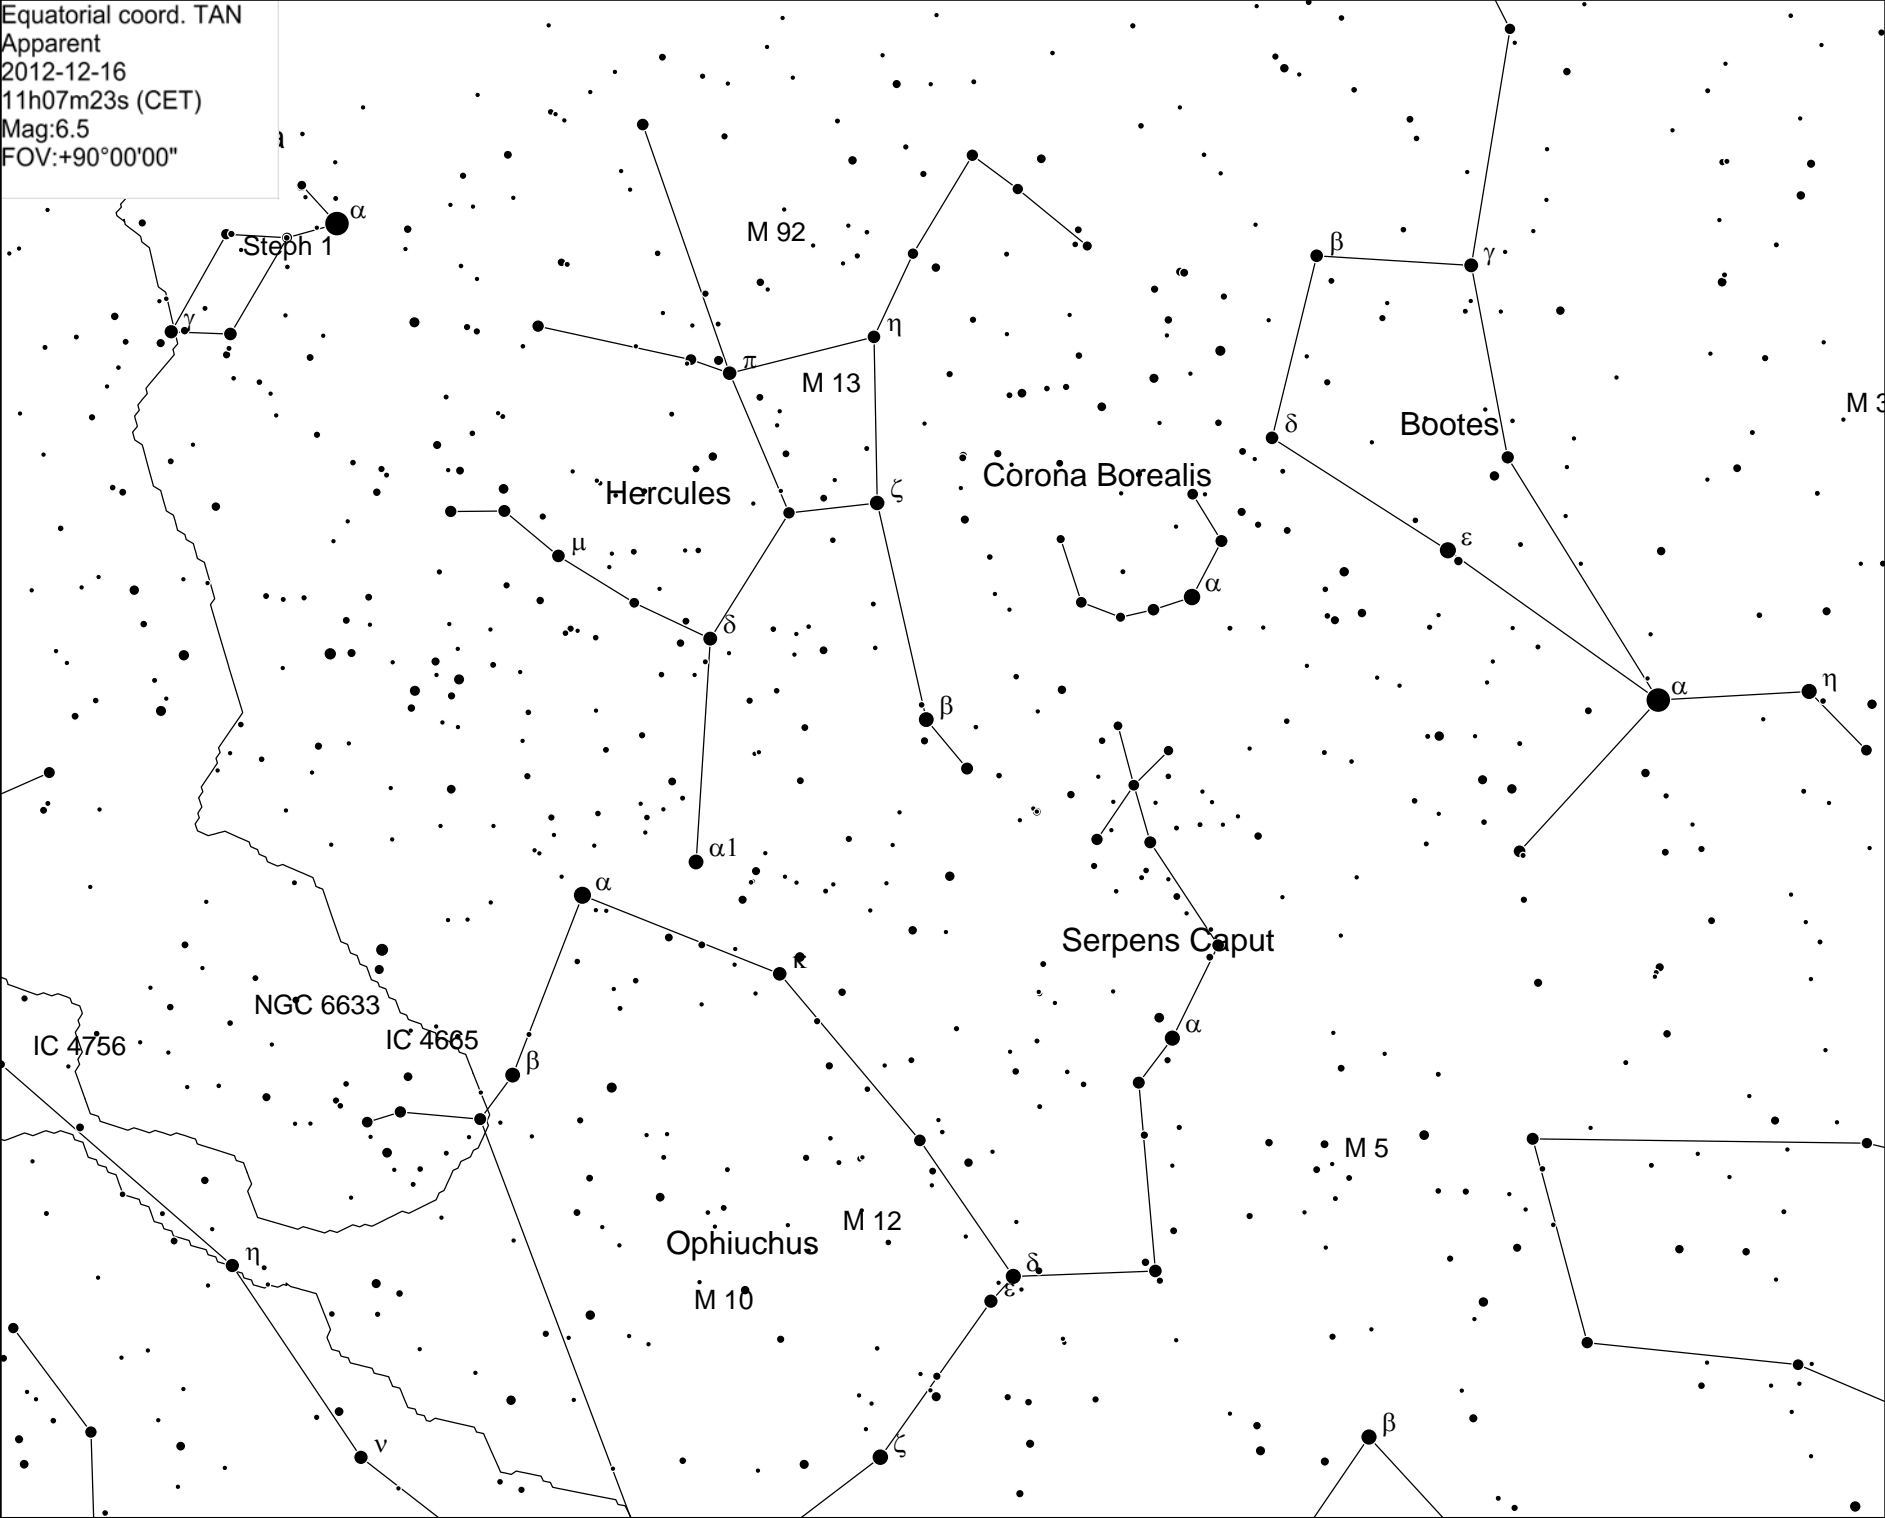 Equatorial coord. TAN
Apparent
2012-12-16
11h07m23s (CET)
Mag:6.5
FOV:+90°00'00"
a
α
Steph 1
γ
M 92
β
γ
η
π
M 13
M 3
δ
Bootes
Corona Borealis
Hercules
ζ
μ
ε
α
δ
α
η
β
α1
α
Serpens Caput
κ
NGC 6633
IC 4665
IC 4756
α
β
M 5
M 12
Ophiuchus
η
δ
ε
M 10
β
ν
ζ